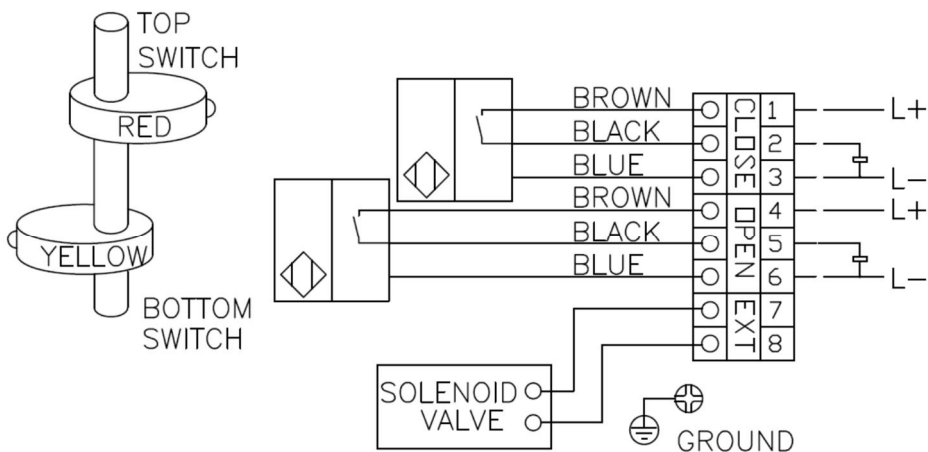 TOP
SWITCH
RED
YELLOW
BOTTOM
SWITCH
BROWN
BLACK
BLUE
BROWN
BLACK
BLUE
CLOSE
OPEN
EXT
1
2
3
4
5
6
7
8
L+
L-
L+
L-
SOLENOID
VALVE
GROUND